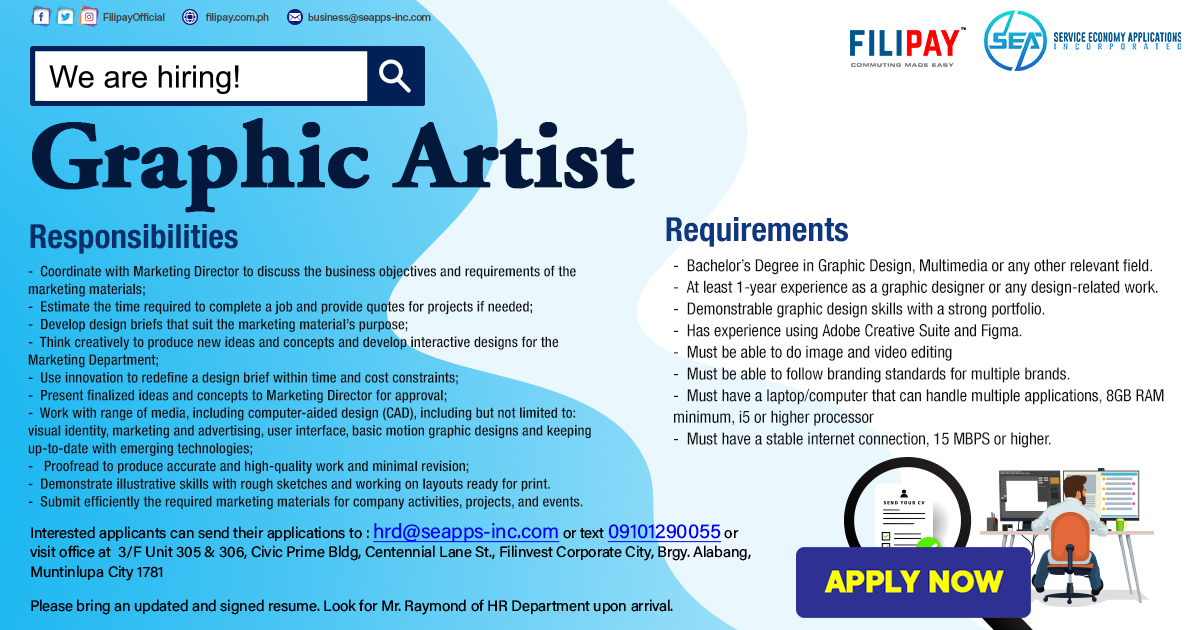 FilipayOfficial filipay.com.ph business@seapps-inc.com
FILIPAY™
COMMUTING MADE EASY
SEA
SERVICE ECONOMY APPLICATIONS
INCORPORATED
We are hiring!
Graphic Artist
Responsibilities
- Coordinate with Marketing Director to discuss the business objectives and requirements of the
marketing materials;
- Estimate the time required to complete a job and provide quotes for projects if needed;
- Develop design briefs that suit the marketing material's purpose;
- Think creatively to produce new ideas and concepts and develop interactive designs for the
Marketing Department;
- Use innovation to redefine a design brief within time and cost constraints;
- Present finalized ideas and concepts to Marketing Director for approval;
- Work with range of media, including computer-aided design (CAD), including but not limited to:
visual identity, marketing and advertising, user interface, basic motion graphic designs and keeping
up-to-date with emerging technologies;
- Proofread to produce accurate and high-quality work and minimal revision;
- Demonstrate illustrative skills with rough sketches and working on layouts ready for print.
- Submit efficiently the required marketing materials for company activities, projects, and events.
Requirements
- Bachelor's Degree in Graphic Design, Multimedia or any other relevant field.
- At least 1-year experience as a graphic designer or any design-related work.
- Demonstrable graphic design skills with a strong portfolio.
- Has experience using Adobe Creative Suite and Figma.
- Must be able to do image and video editing
- Must be able to follow branding standards for multiple brands.
- Must have a laptop/computer that can handle multiple applications, 8GB RAM
minimum, i5 or higher processor
- Must have a stable internet connection, 15 MBPS or higher.
Interested applicants can send their applications to : hrd@seapps-inc.com or text 09101290055 or
visit office at 3/F Unit 305 & 306, Civic Prime Bldg, Centennial Lane St., Filinvest Corporate City, Brgy. Alabang,
Muntinlupa City 1781
Please bring an updated and signed resume. Look for Mr. Raymond of HR Department upon arrival.
SEND YOUR CV
APPLY NOW